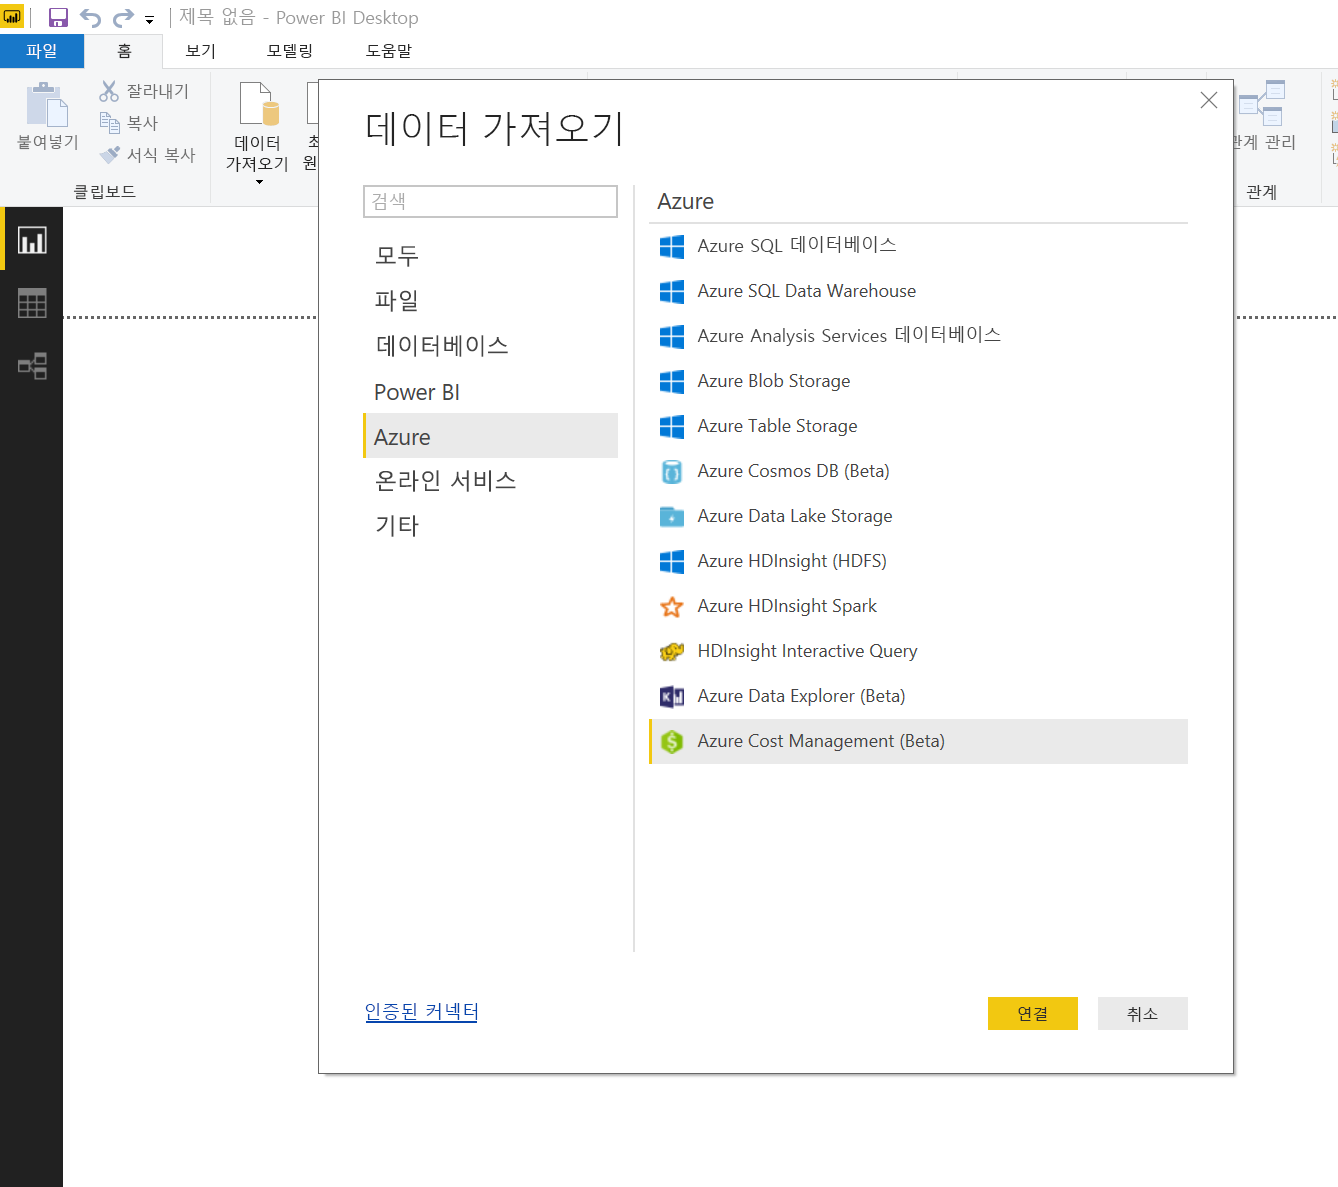 제목 없음 - Power BI Desktop
파일 홈 보기 모델링 도움말
붙여넣기
잘라내기
복사
서식 복사
클립보드
데이터
가져오기
관계 관리
관계
데이터 가져오기
검색
모두
파일
데이터베이스
Power BI
Azure
온라인 서비스
기타
Azure
Azure SQL 데이터베이스
Azure SQL Data Warehouse
Azure Analysis Services 데이터베이스
Azure Blob Storage
Azure Table Storage
Azure Cosmos DB (Beta)
Azure Data Lake Storage
Azure HDInsight (HDFS)
Azure HDInsight Spark
HDInsight Interactive Query
Azure Data Explorer (Beta)
Azure Cost Management (Beta)
인증된 커넥터
연결
취소